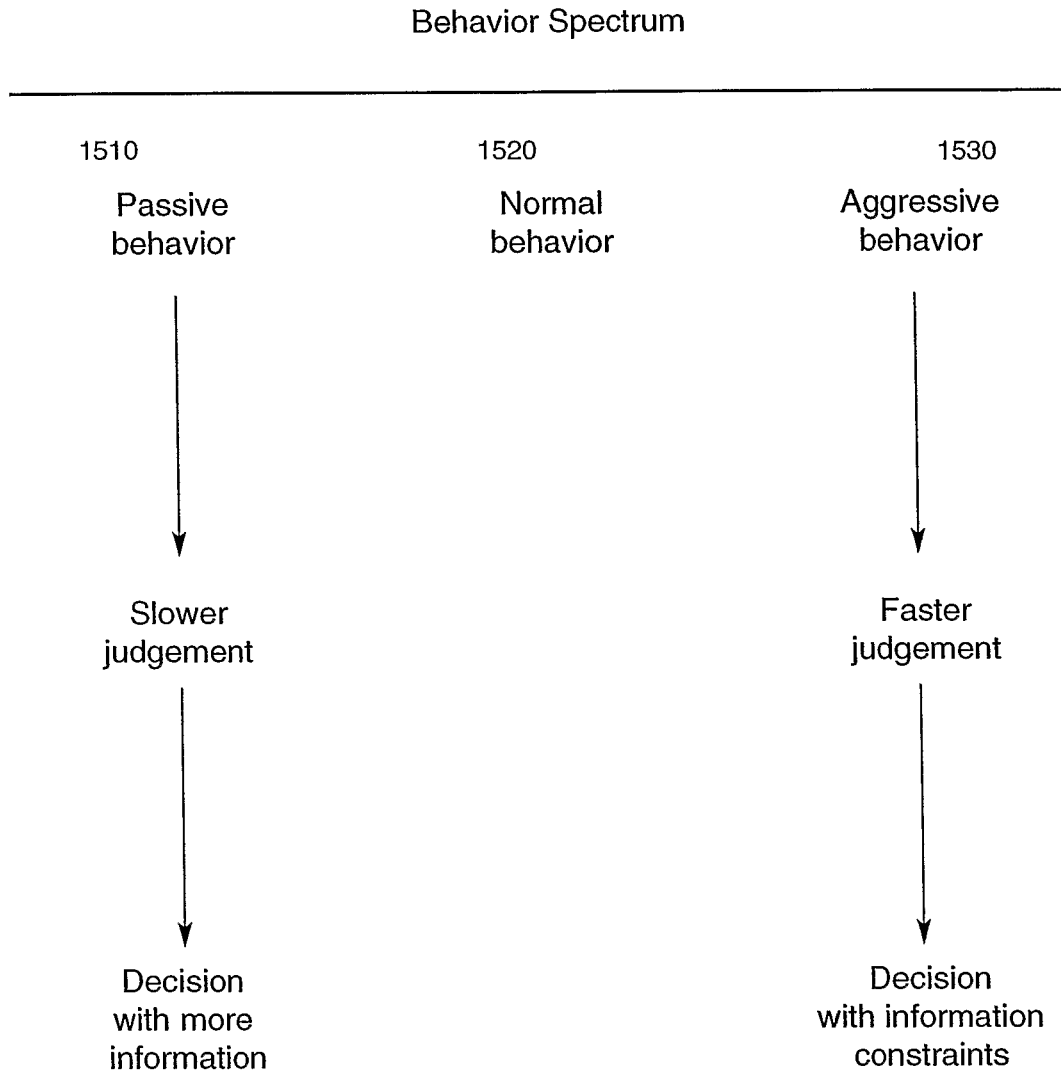 Behavior Spectrum
1510
1520
1530
Passive
behavior
Normal
behavior
Aggressive
behavior
Slower
judgement
Faster
judgement
Decision
with more
information
Decision
with information
constraints